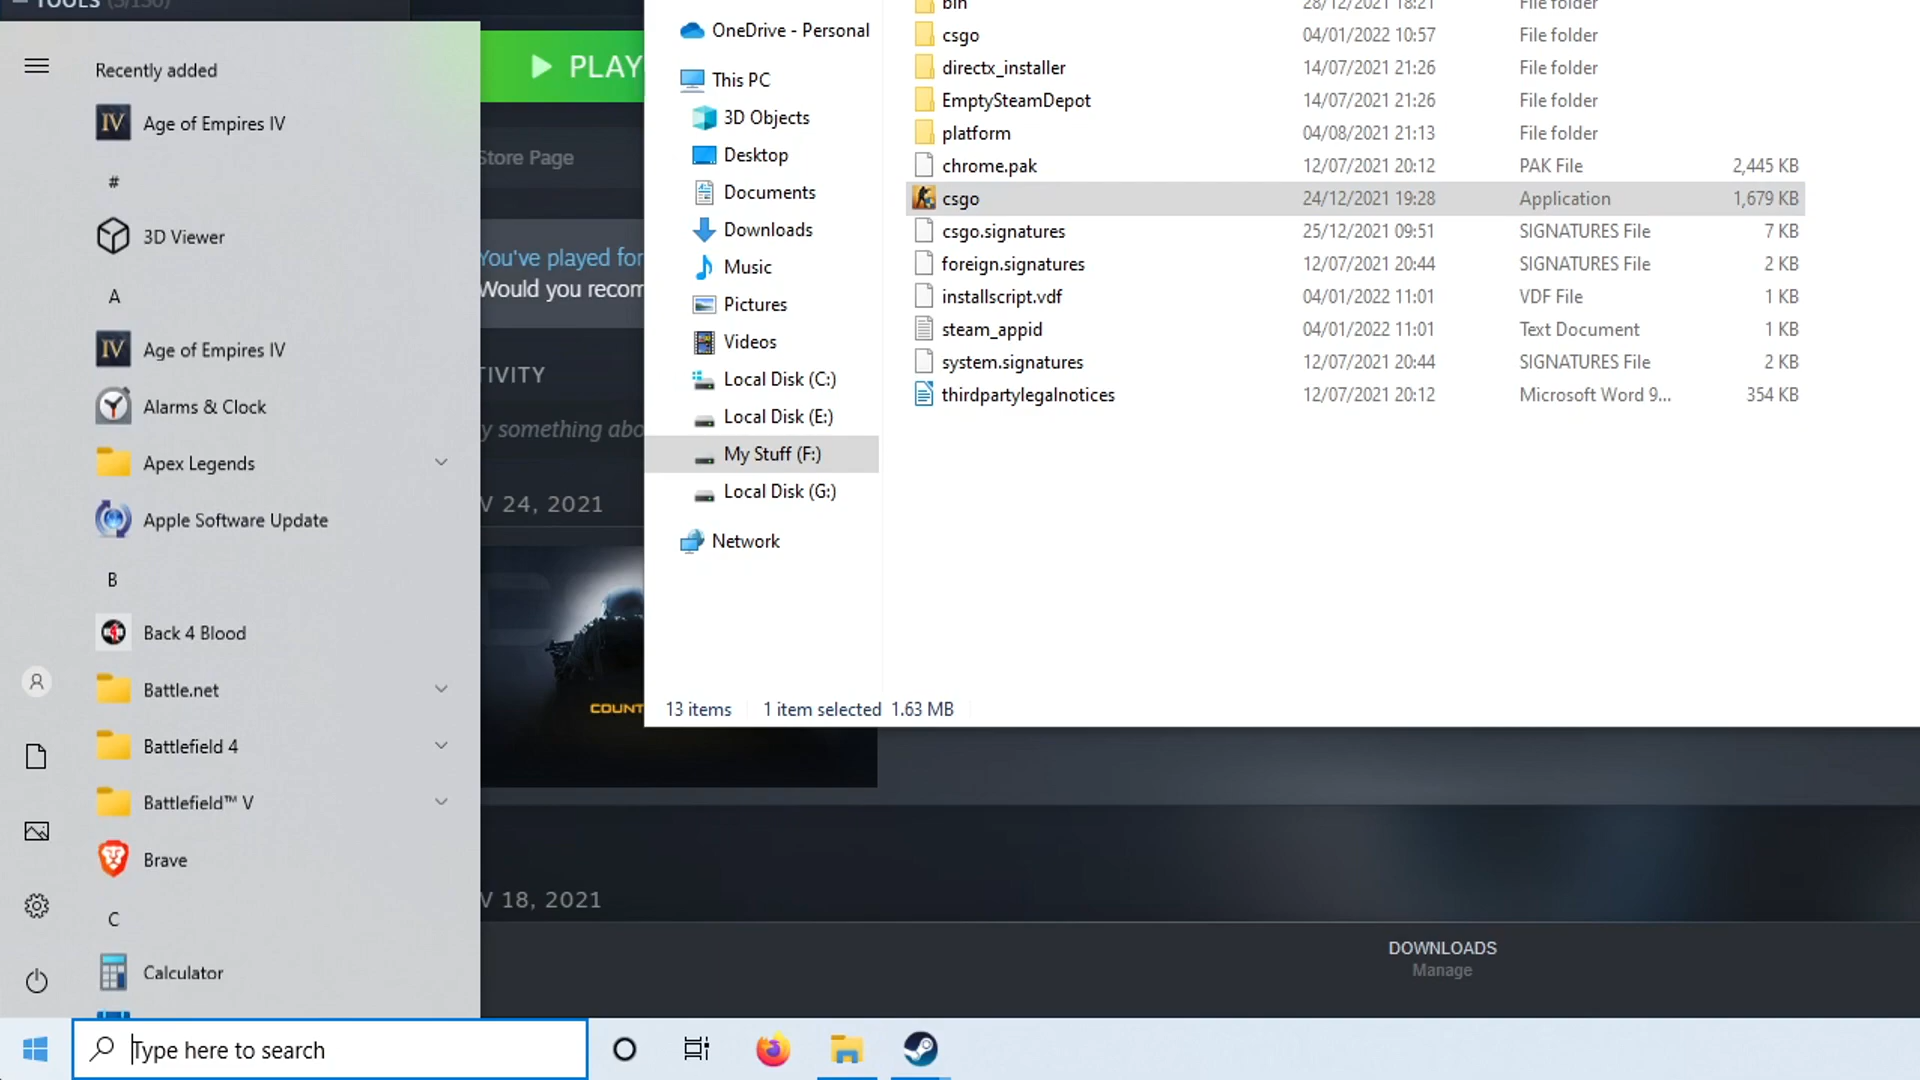 TOOLS (3/130)
Recently added
IV Age of Empires IV
#
3D Viewer
A
IV Age of Empires IV
Alarms & Clock
Apex Legends
Apple Software Update
B
Back 4 Blood
Battle.net
Battlefield 4
Battlefield™ V
Brave
C
Calculator
Type here to search
PLAY
Store Page
You've played for
Would you recom
TIVITY
y something abo
V 24, 2021
COUNT
V 18, 2021
DOWNLOADS
Manage
OneDrive - Personal
This PC
3D Objects
Desktop
Documents
Downloads
Music
Pictures
Videos
Local Disk (C:)
Local Disk (E:)
My Stuff (F:)
Local Disk (G:)
Network
bin 28/12/2021 18:21 File folder
csgo 04/01/2022 10:57 File folder
directx_installer 14/07/2021 21:26 File folder
EmptySteamDepot 14/07/2021 21:26 File folder
platform 04/08/2021 21:13 File folder
chrome.pak 12/07/2021 20:12 PAK File 2,445 KB
csgo 24/12/2021 19:28 Application 1,679 KB
csgo.signatures 25/12/2021 09:51 SIGNATURES File 7 KB
foreign.signatures 12/07/2021 20:44 SIGNATURES File 2 KB
installscript.vdf 04/01/2022 11:01 VDF File 1 KB
steam_appid 04/01/2022 11:01 Text Document 1 KB
system.signatures 12/07/2021 20:44 SIGNATURES File 2 KB
thirdpartylegalnotices 12/07/2021 20:12 Microsoft Word 9... 354 KB
13 items 1 item selected 1.63 MB